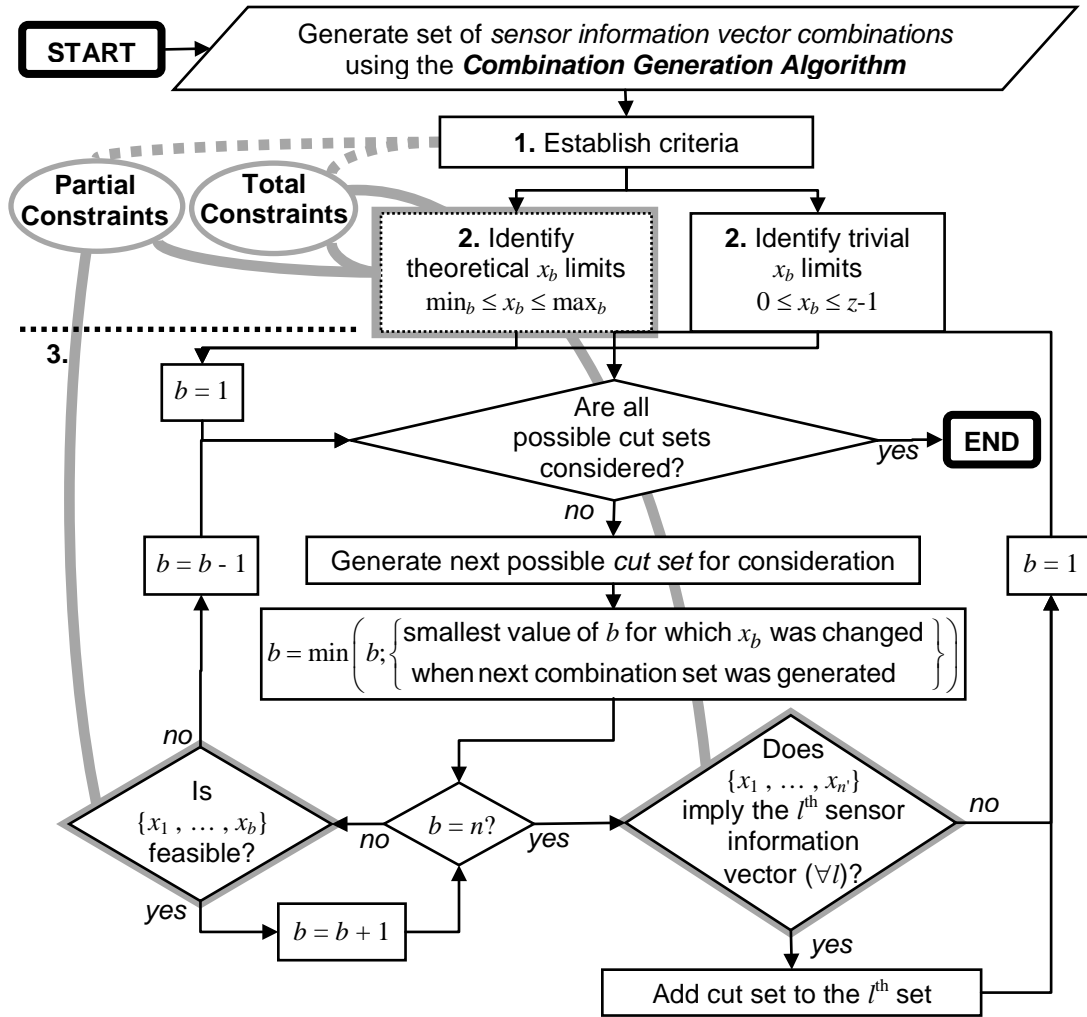 START
Generate set of sensor information vector combinations
using the Combination Generation Algorithm
1. Establish criteria
Partial
Constraints
Total
Constraints
2. Identify
theoretical x_b limits
min_b ≤ x_b ≤ max_b
2. Identify trivial
x_b limits
0 ≤ x_b ≤ z-1
3.
b = 1
Are all
possible cut sets
considered?
yes
END
no
Generate next possible cut set for consideration
b = b - 1
b = 1
b = min(b; {smallest value of b for which x_b was changed
when next combination set was generated})
no
Is
{x_1 , … , x_b}
feasible?
yes
b = n?
no
yes
b = b + 1
Does
{x_1 , … , x_n'}
imply the l^th sensor
information
vector (∀l)?
no
yes
Add cut set to the l^th set